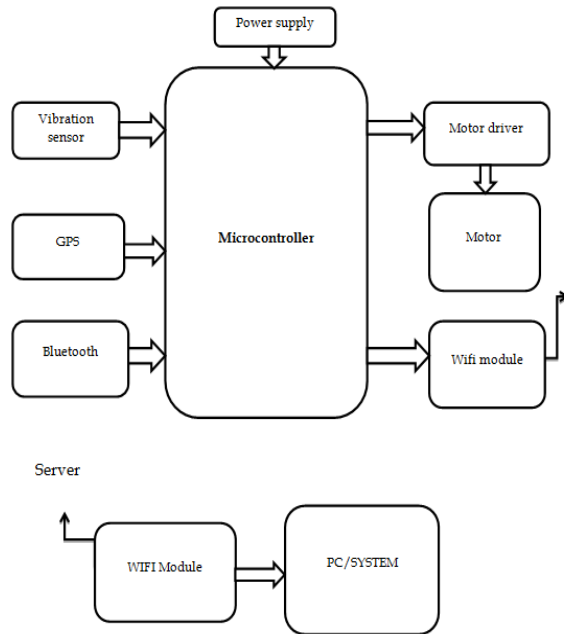 Power supply
Vibration
sensor
Motor driver
GPS
Microcontroller
Motor
Bluetooth
Wifi module
Server
WIFI Module
PC/SYSTEM